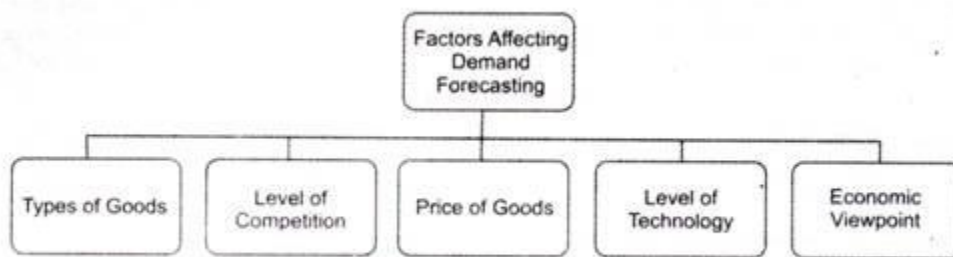 Factors Affecting
Demand
Forecasting
Types of Goods
Level of
Competition
Price of Goods
Level of
Technology
Economic
Viewpoint